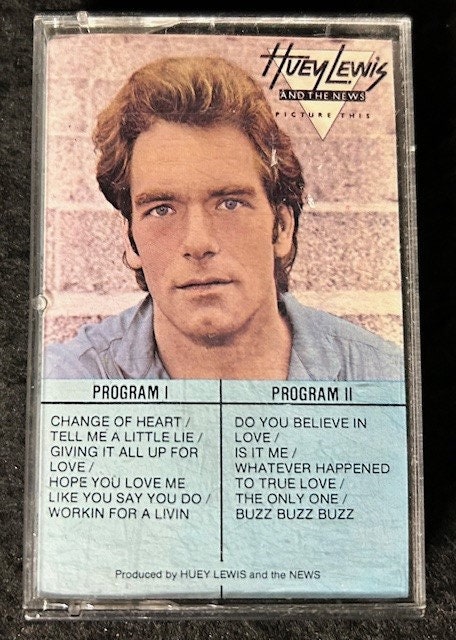 HUEY LEWIS
AND THE NEWS
PICTURE THIS
PROGRAM I
CHANGE OF HEART /
TELL ME A LITTLE LIE /
GIVING IT ALL UP FOR
LOVE /
HOPE YOU LOVE ME
LIKE YOU SAY YOU DO /
WORKIN FOR A LIVIN
PROGRAM II
DO YOU BELIEVE IN
LOVE /
IS IT ME /
WHATEVER HAPPENED
TO TRUE LOVE /
THE ONLY ONE /
BUZZ BUZZ BUZZ
Produced by HUEY LEWIS and the NEWS